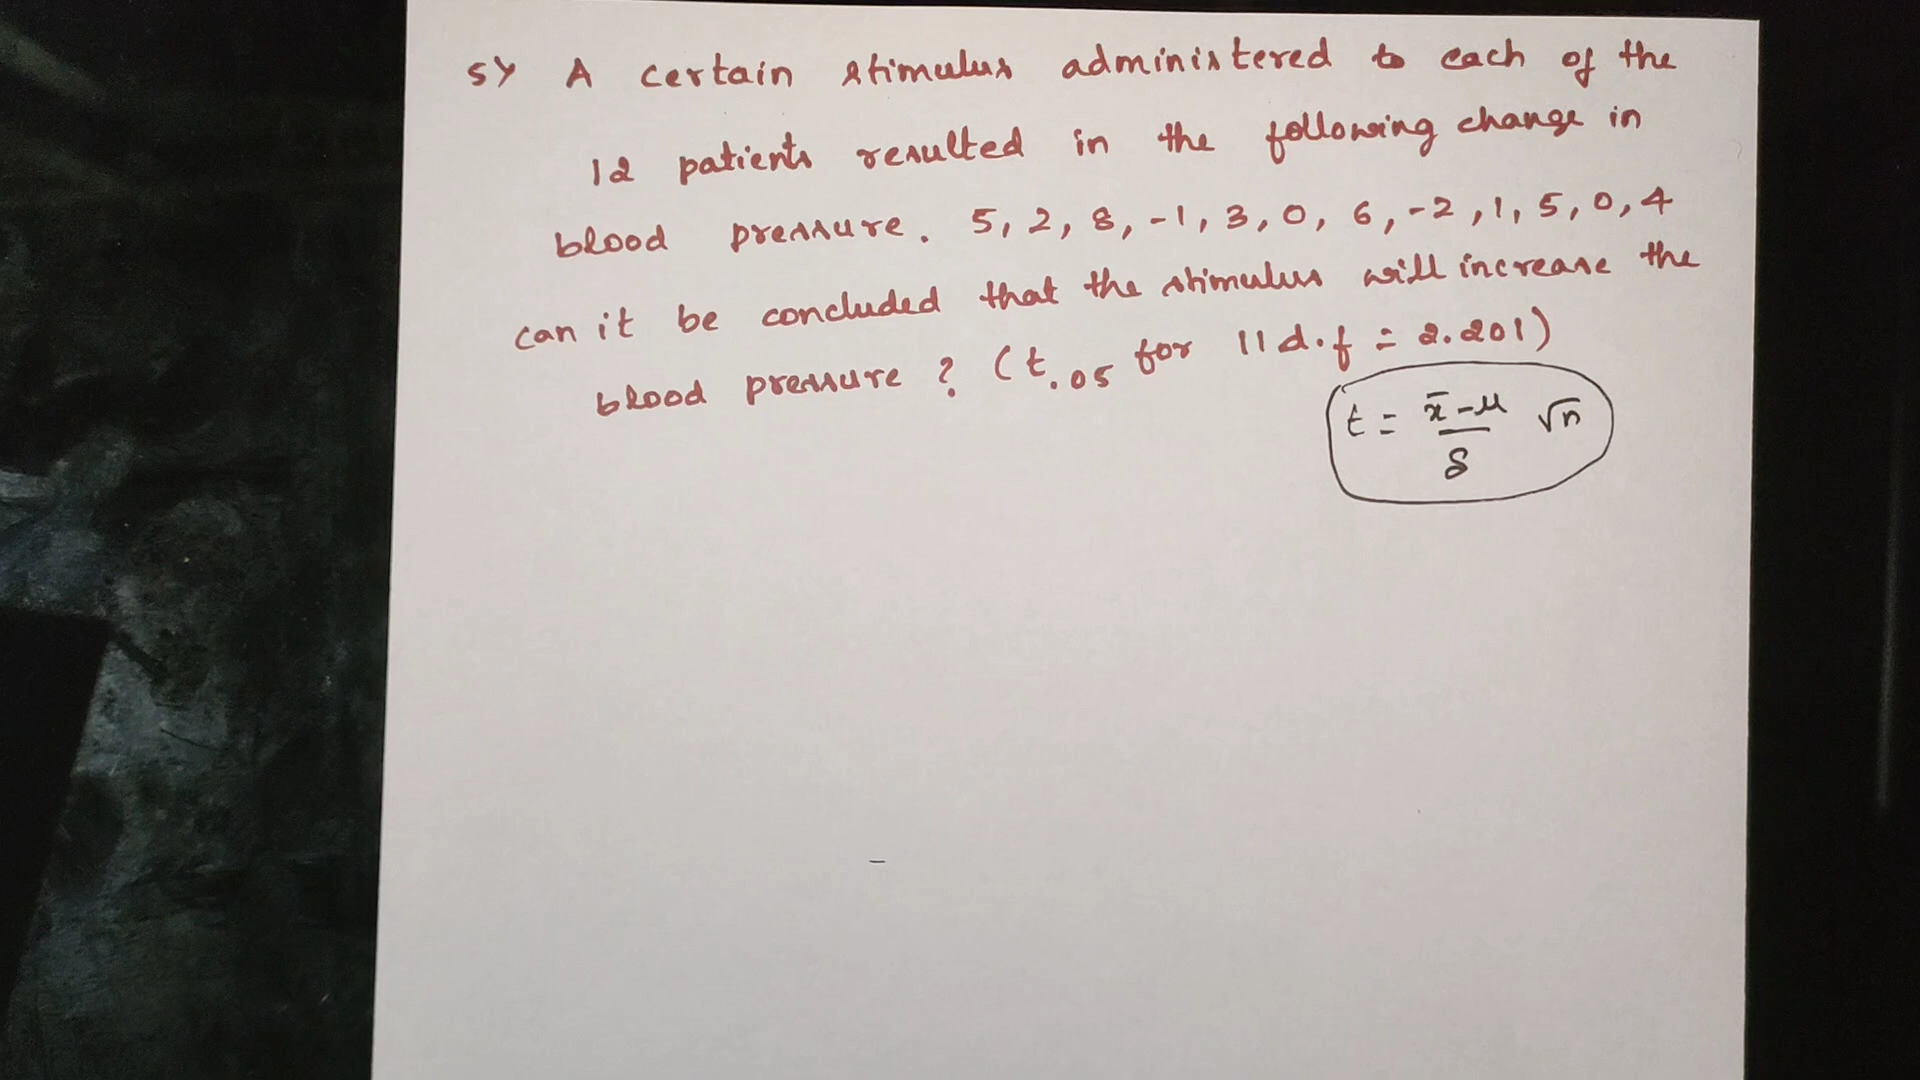 5) A certain stimulus administered to each of the
12 patients resulted in the following change in
blood pressure. 5, 2, 8, -1, 3, 0, 6, -2, 1, 5, 0, 4
can it be concluded that the stimulus will increase the
blood pressure ? (t.05 for 11 d.f = 2.201)
t = x̄ - μ / s √n